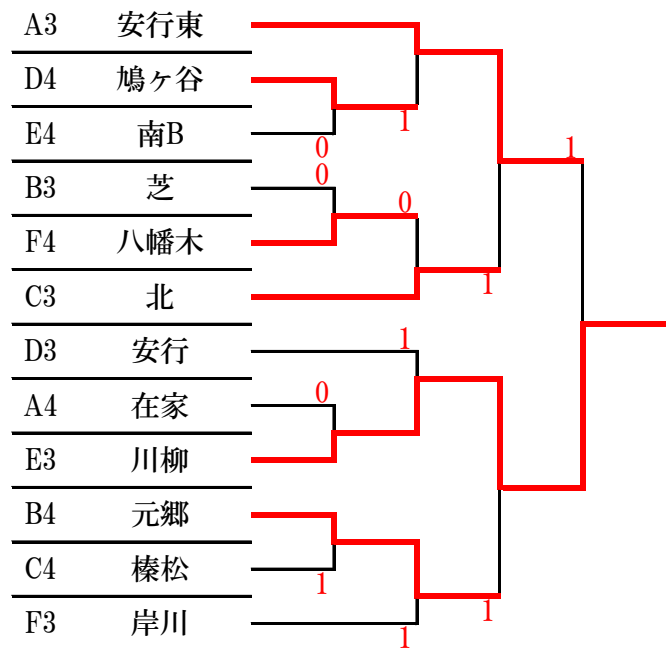 A3 安行東
D4 鳩ヶ谷
1
E4 南B
0
B3 芝
0
0
F4 八幡木
C3 北
1
1
D3 安行
1
A4 在家
0
E3 川柳
B4 元郷
C4 榛松
1
F3 岸川
1
1